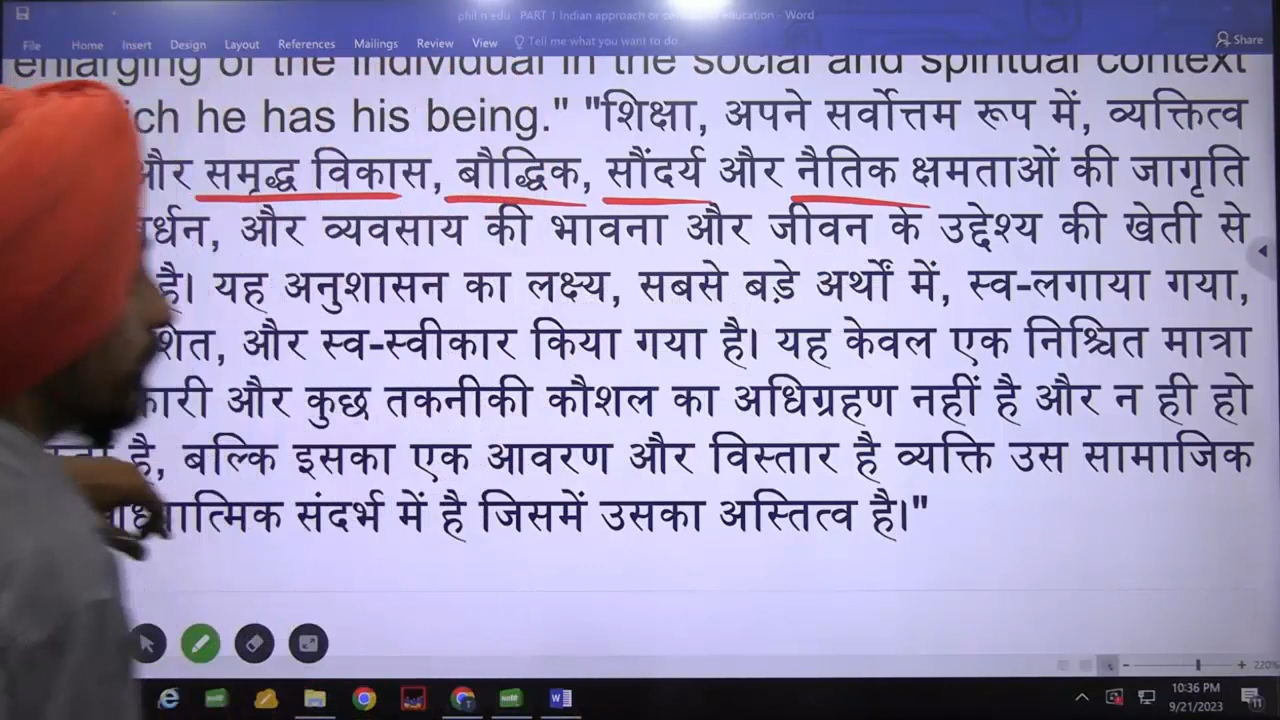 phil n edu PART 1 Indian approach or education - Word
File Home Insert Design Layout References Mailings Review View Tell me what you want to do Share
enlarging of the individual in the social and spiritual context
ch he has his being." "शिक्षा, अपने सर्वोत्तम रूप में, व्यक्तित्व
और समृद्ध विकास, बौद्धिक, सौंदर्य और नैतिक क्षमताओं की जागृति
र्धन, और व्यवसाय की भावना और जीवन के उद्देश्य की खेती से
है। यह अनुशासन का लक्ष्य, सबसे बड़े अर्थों में, स्व-लगाया गया,
शित, और स्व-स्वीकार किया गया है। यह केवल एक निश्चित मात्रा
कारी और कुछ तकनीकी कौशल का अधिग्रहण नहीं है और न ही हो
है, बल्कि इसका एक आवरण और विस्तार है व्यक्ति उस सामाजिक
ध्यात्मिक संदर्भ में है जिसमें उसका अस्तित्व है।"
220%
10:36 PM
9/21/2023
11